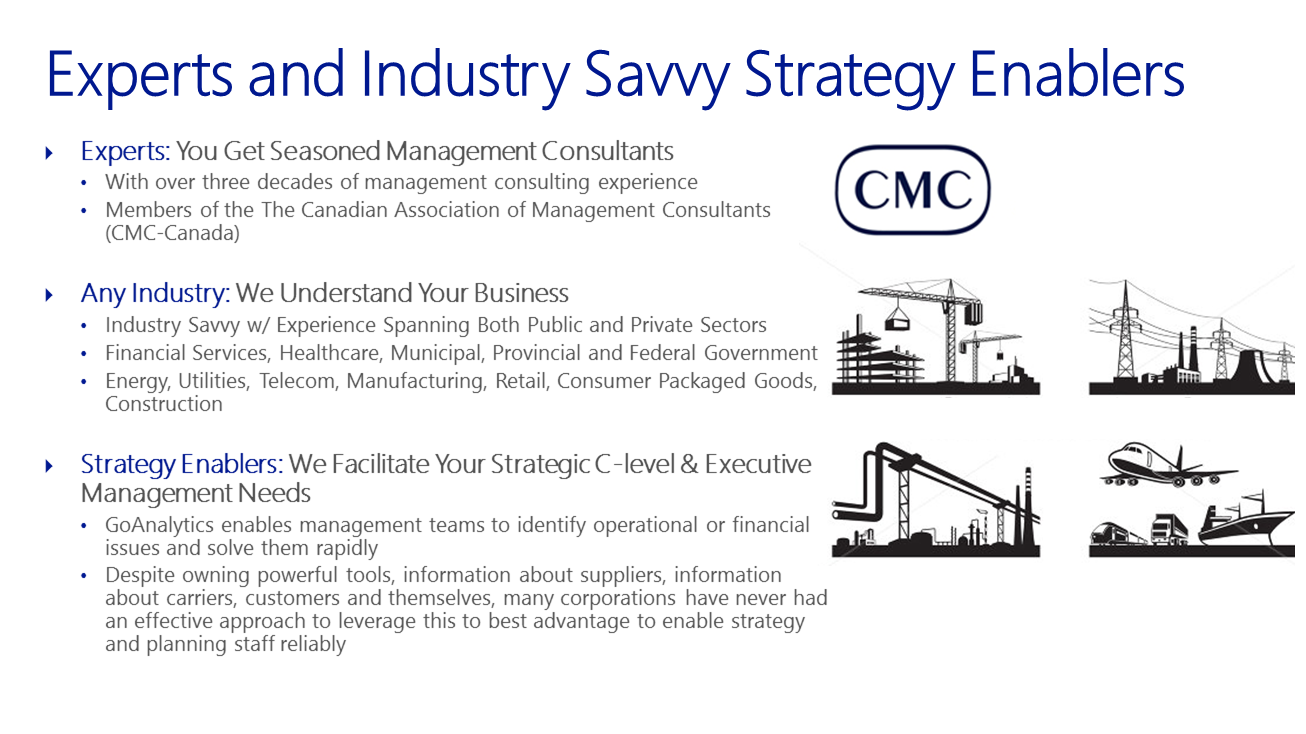 Experts and Industry Savvy Strategy Enablers
Experts: You Get Seasoned Management Consultants
• With over three decades of management consulting experience
• Members of the The Canadian Association of Management Consultants
(CMC-Canada)
CMC
Any Industry: We Understand Your Business
• Industry Savvy w/ Experience Spanning Both Public and Private Sectors
• Financial Services, Healthcare, Municipal, Provincial and Federal Government
• Energy, Utilities, Telecom, Manufacturing, Retail, Consumer Packaged Goods,
Construction
Strategy Enablers: We Facilitate Your Strategic C-level & Executive
Management Needs
• GoAnalytics enables management teams to identify operational or financial
issues and solve them rapidly
• Despite owning powerful tools, information about suppliers, information
about carriers, customers and themselves, many corporations have never had
an effective approach to leverage this to best advantage to enable strategy
and planning staff reliably